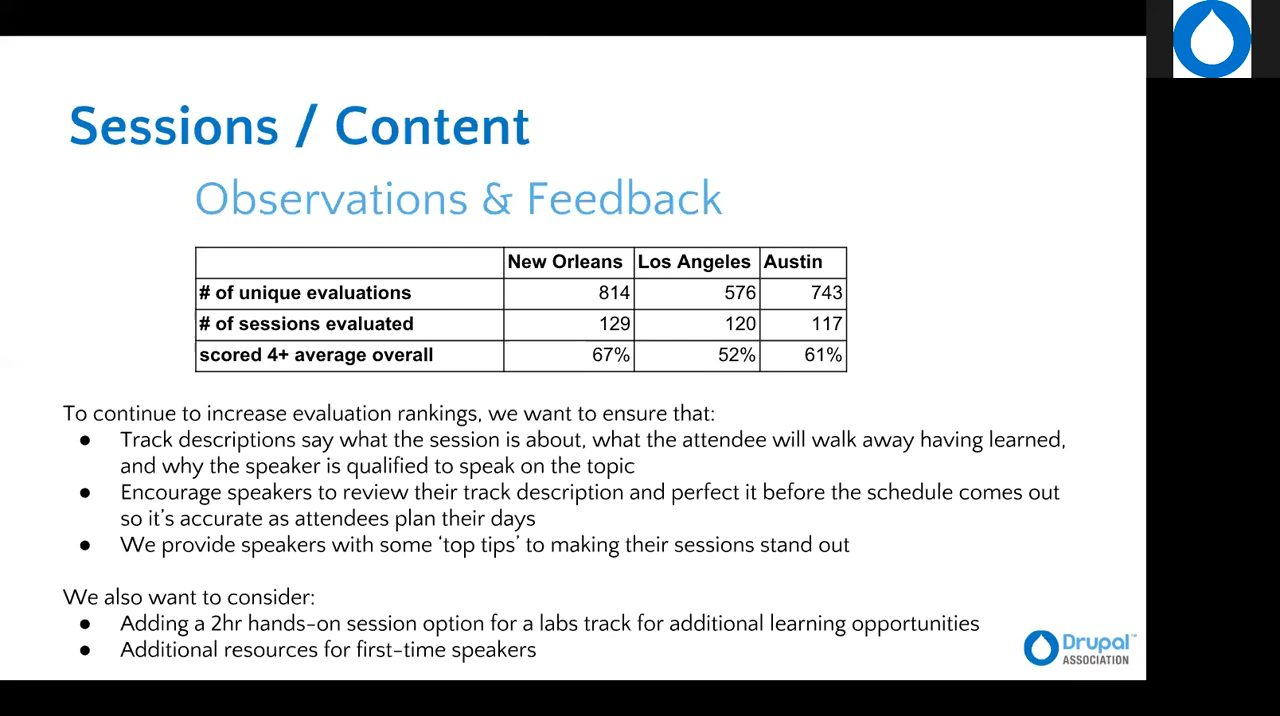 Sessions / Content
Observations & Feedback
New Orleans Los Angeles Austin
# of unique evaluations 814 576 743
# of sessions evaluated 129 120 117
scored 4+ average overall 67% 52% 61%
To continue to increase evaluation rankings, we want to ensure that:
● Track descriptions say what the session is about, what the attendee will walk away having learned,
and why the speaker is qualified to speak on the topic
● Encourage speakers to review their track description and perfect it before the schedule comes out
so it's accurate as attendees plan their days
● We provide speakers with some ‘top tips’ to making their sessions stand out
We also want to consider:
● Adding a 2hr hands-on session option for a labs track for additional learning opportunities
● Additional resources for first-time speakers
Drupal™
ASSOCIATION